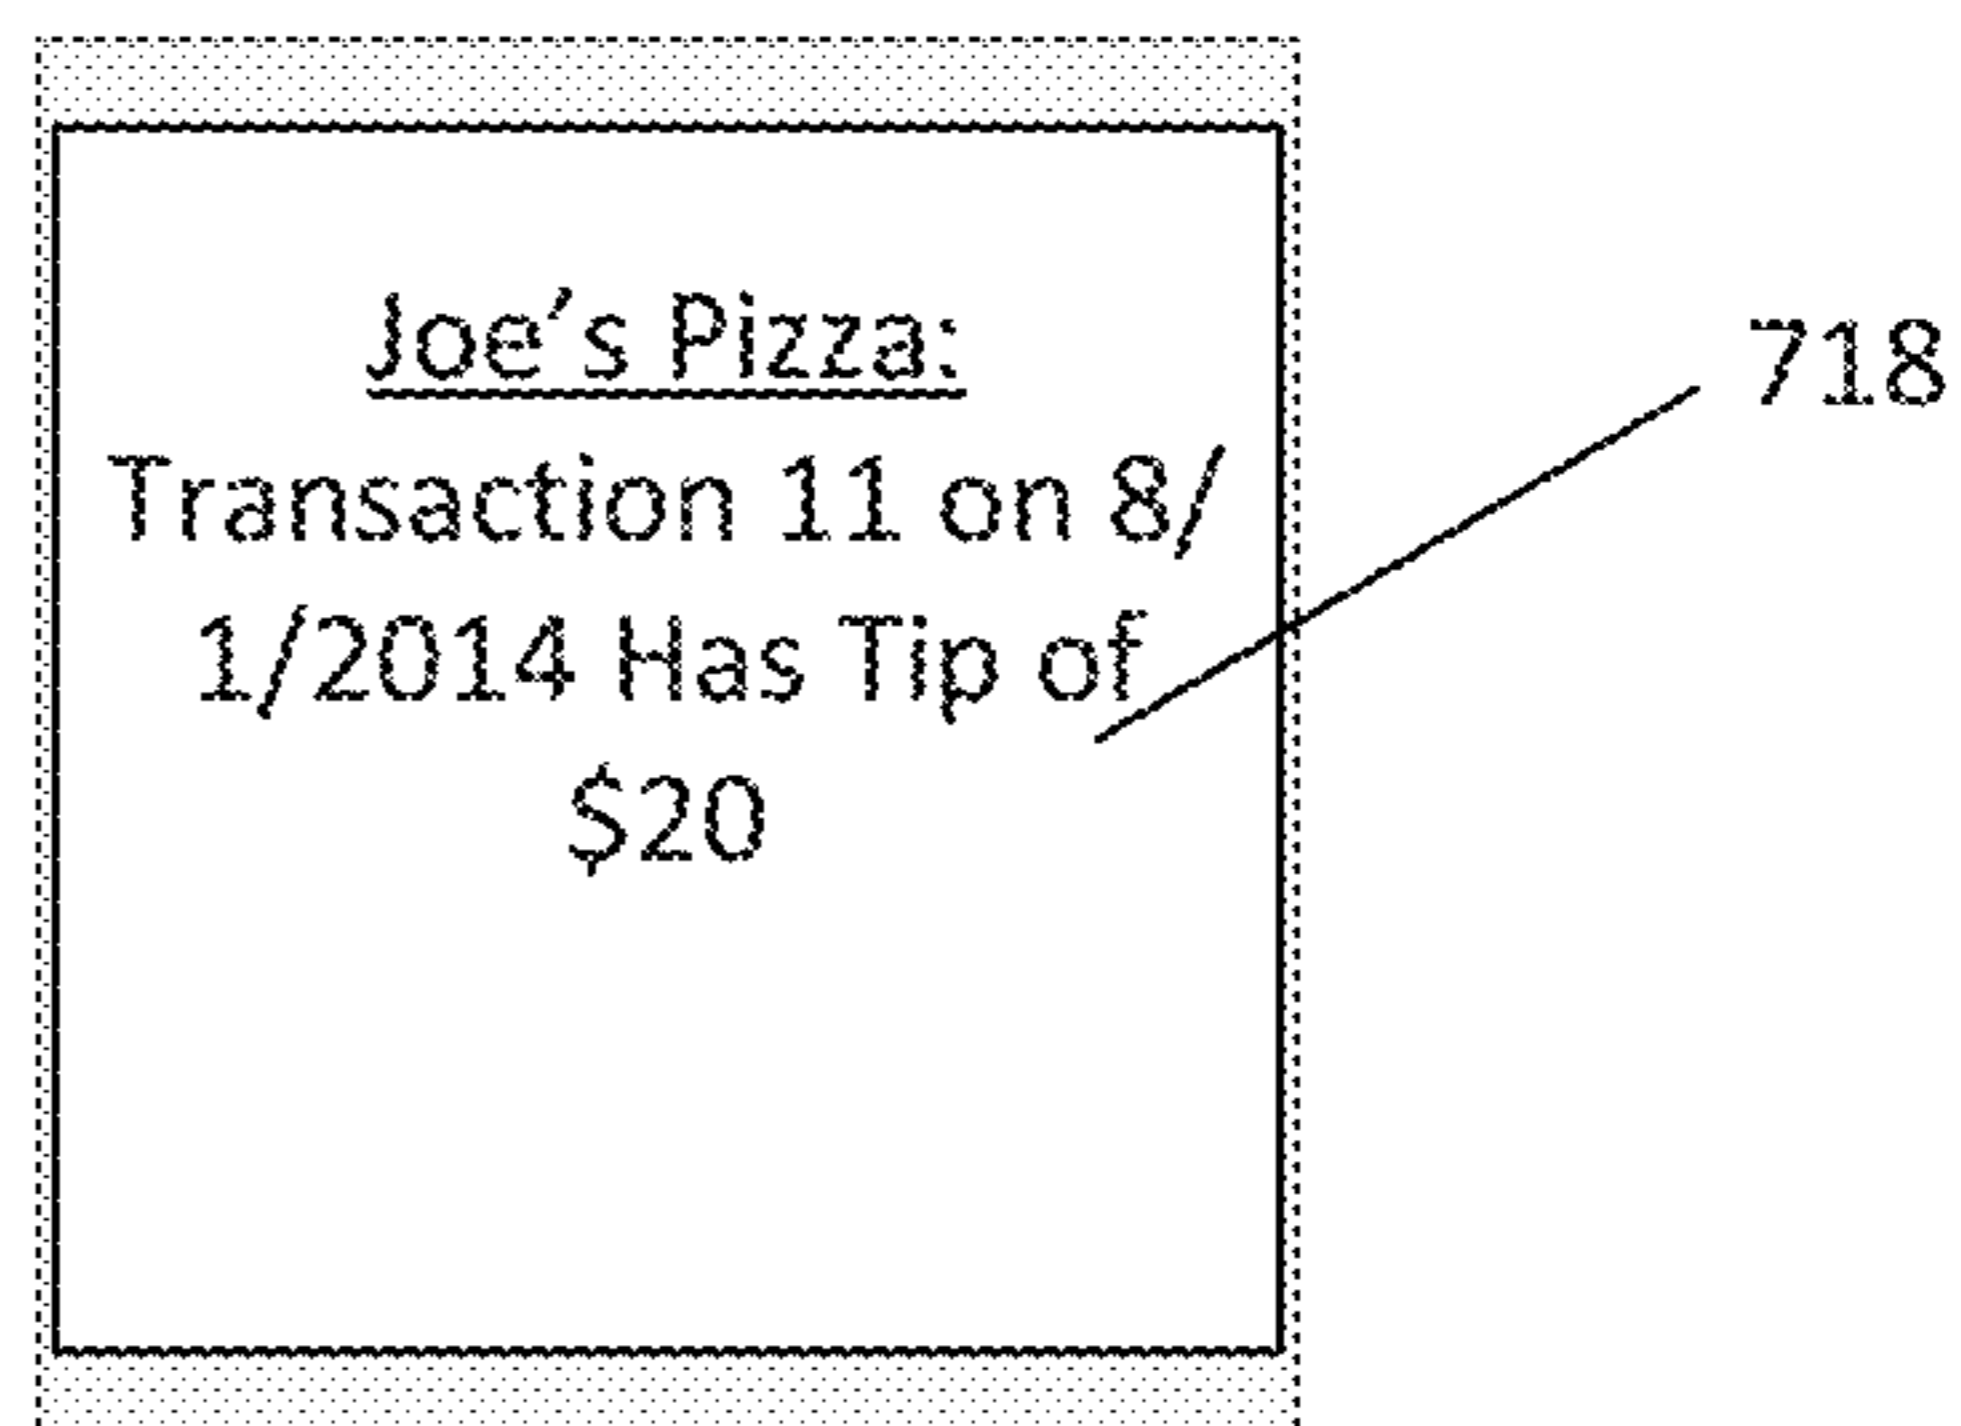 Joe's Pizza:
Transaction 11 on 8/
1/2014 Has Tip of
$20
718